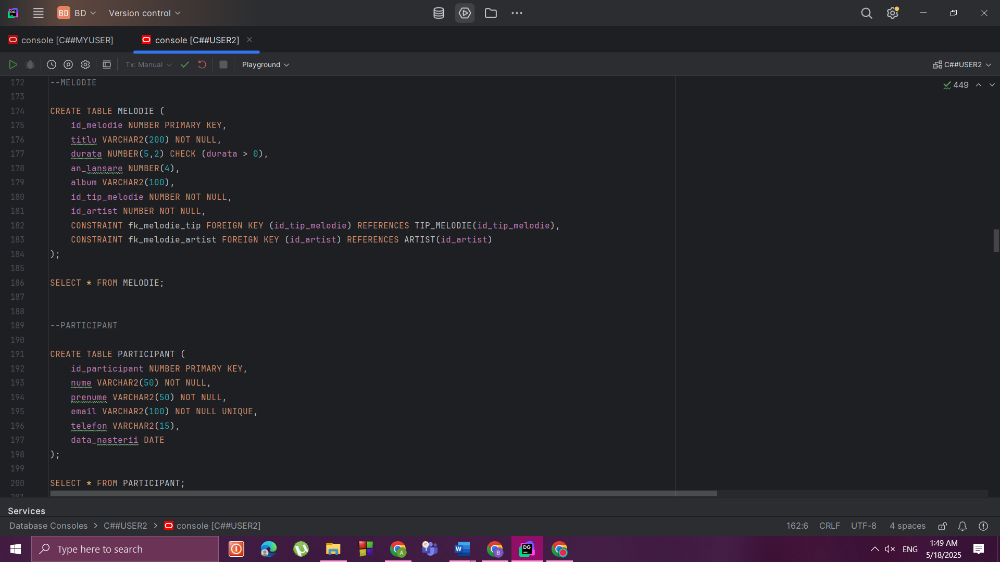 BD BD Version control
console [C##MYUSER] console [C##USER2]
Tx: Manual Playground C##USER2
449
172 --MELODIE
173
174 CREATE TABLE MELODIE (
175 id_melodie NUMBER PRIMARY KEY,
176 titlu VARCHAR2(200) NOT NULL,
177 durata NUMBER(5,2) CHECK (durata > 0),
178 an_lansare NUMBER(4),
179 album VARCHAR2(100),
180 id_tip_melodie NUMBER NOT NULL,
181 id_artist NUMBER NOT NULL,
182 CONSTRAINT fk_melodie_tip FOREIGN KEY (id_tip_melodie) REFERENCES TIP_MELODIE(id_tip_melodie),
183 CONSTRAINT fk_melodie_artist FOREIGN KEY (id_artist) REFERENCES ARTIST(id_artist)
184 );
185
186 SELECT * FROM MELODIE;
187
188
189 --PARTICIPANT
190
191 CREATE TABLE PARTICIPANT (
192 id_participant NUMBER PRIMARY KEY,
193 nume VARCHAR2(50) NOT NULL,
194 prenume VARCHAR2(50) NOT NULL,
195 email VARCHAR2(100) NOT NULL UNIQUE,
196 telefon VARCHAR2(15),
197 data_nasterii DATE
198 );
199
200 SELECT * FROM PARTICIPANT;
201
Services
Database Consoles > C##USER2 > console [C##USER2] 162:6 CRLF UTF-8 4 spaces
Type here to search ENG 1:49 AM
5/18/2025